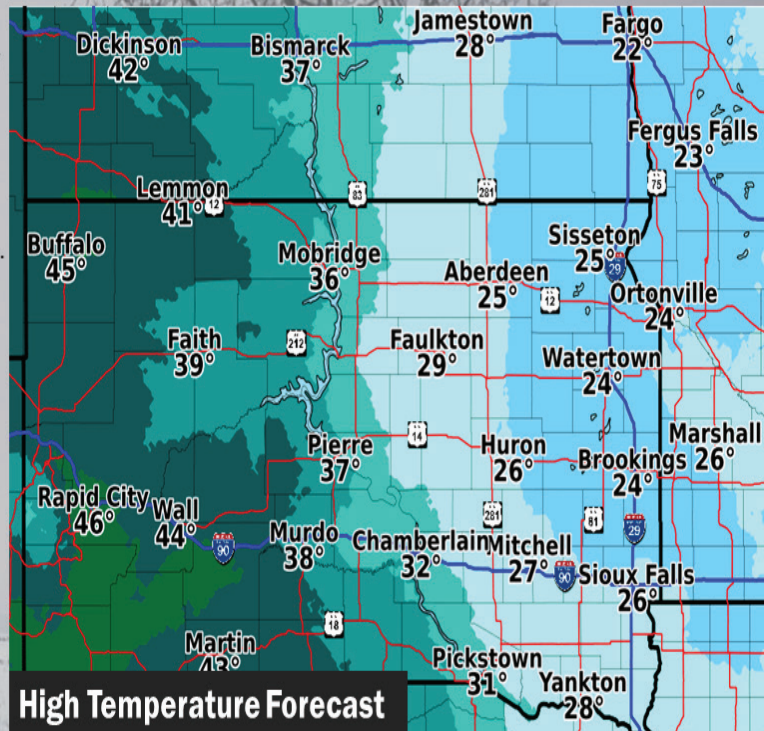 Dickinson
42°
Bismarck
37°
Jamestown
28°
Fargo
22°
Fergus Falls
23°
Lemmon
41°
12
83
281
75
Buffalo
45°
Mobridge
36°
Aberdeen
25°
Sisseton
25°
29
12
Ortonville
24°
Faith
39°
212
Faulkton
29°
Watertown
24°
Pierre
37°
14
Huron
26°
Brookings
24°
Marshall
26°
Rapid City
46°
Wall
44°
90
Murdo
38°
Chamberlain
32°
281
Mitchell
27°
81
29
90
Sioux Falls
26°
18
Martin
43°
Pickstown
31°
Yankton
28°
High Temperature Forecast